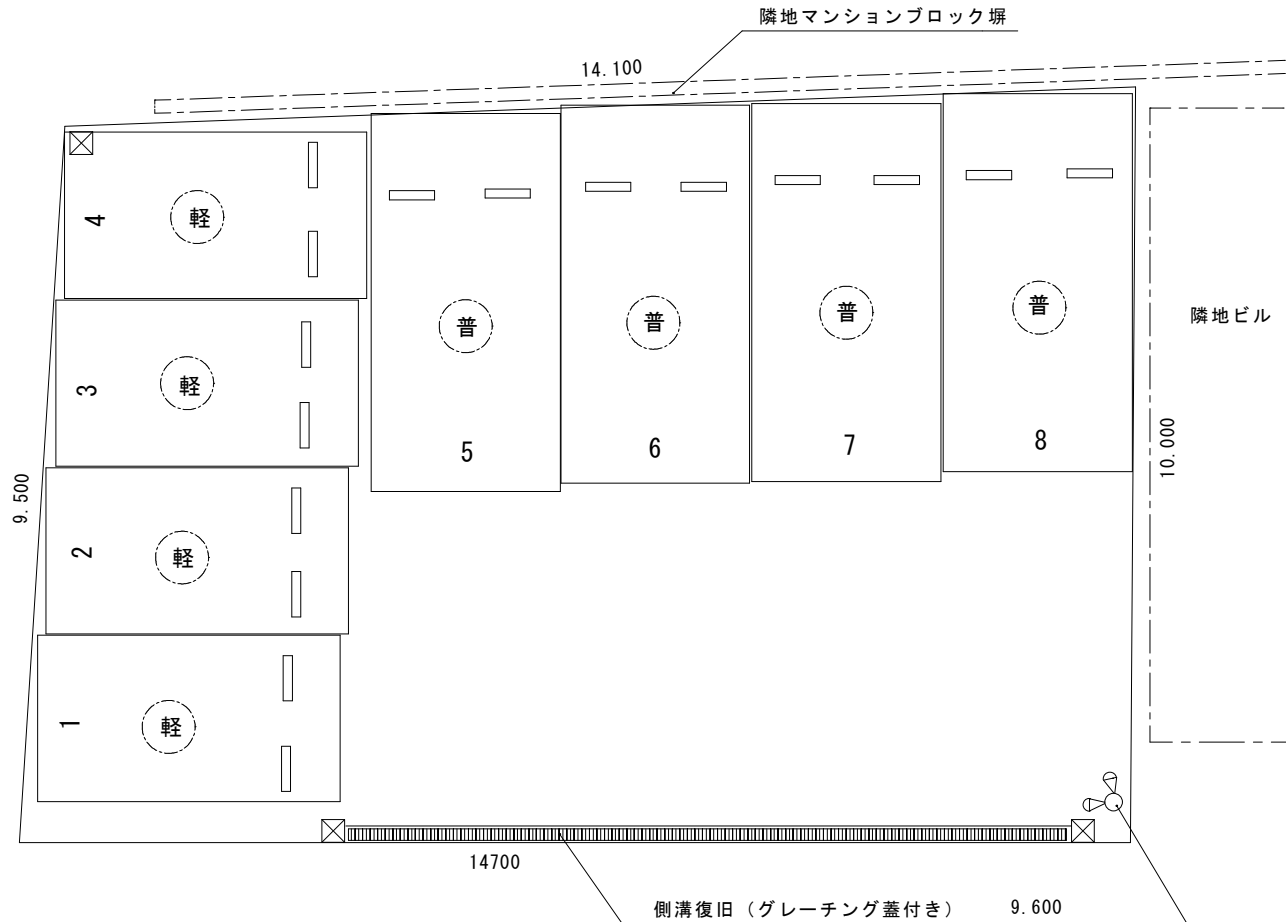 隣地マンションブロック塀
14.100
4
軽
3
軽
2
軽
1
軽
普
5
普
6
普
7
普
8
隣地ビル
10.000
9.500
14700
側溝復旧（グレーチング蓋付き） 9.600